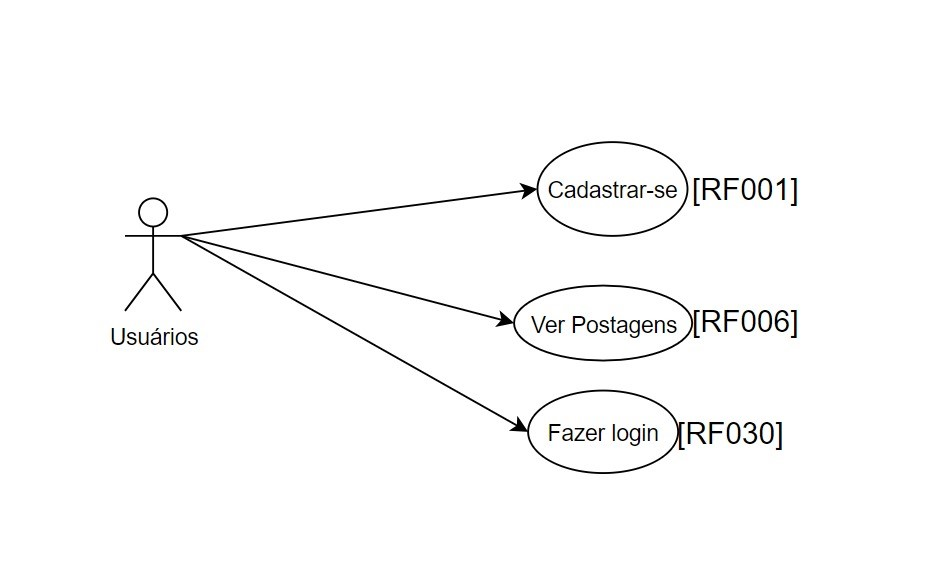 Cadastrar-se [RF001]
Usuários
Ver Postagens [RF006]
Fazer login [RF030]